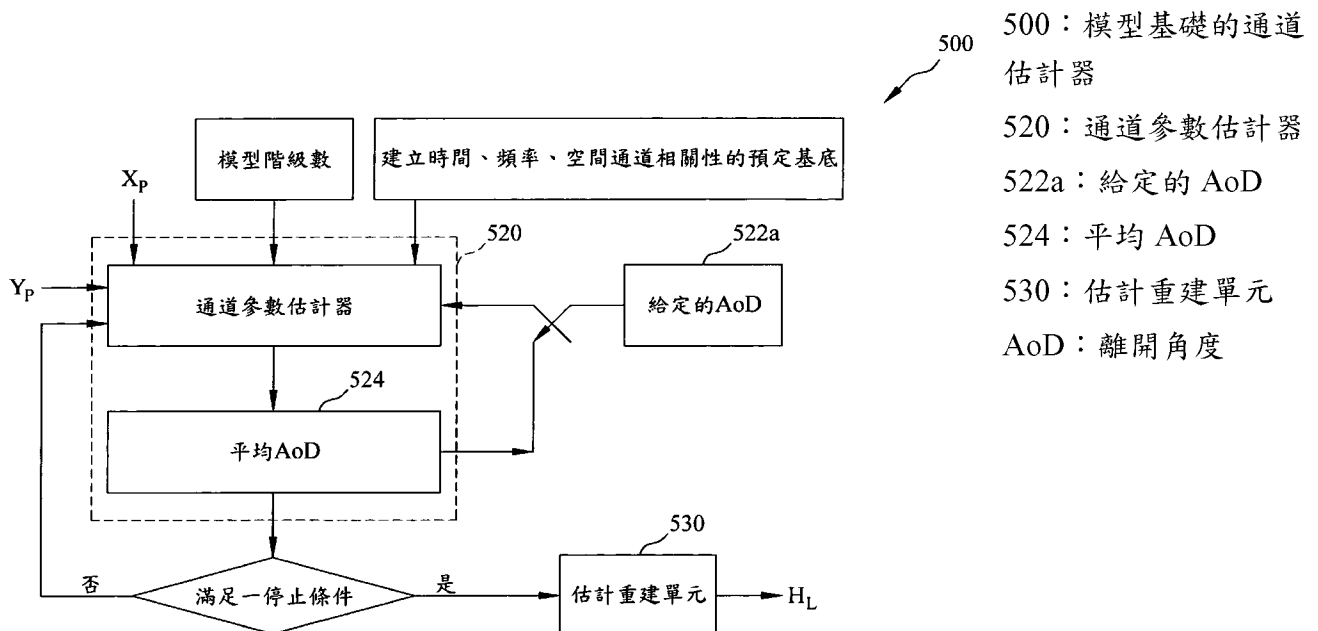 500
模型階級數
建立時間、頻率、空間通道相關性的預定基底
X_P
520
522a
Y_P
通道參數估計器
給定的AoD
524
平均AoD
530
否
滿足一停止條件
是
估計重建單元
H_L
500：模型基礎的通道
估計器
520：通道參數估計器
522a：給定的 AoD
524：平均 AoD
530：估計重建單元
AoD：離開角度